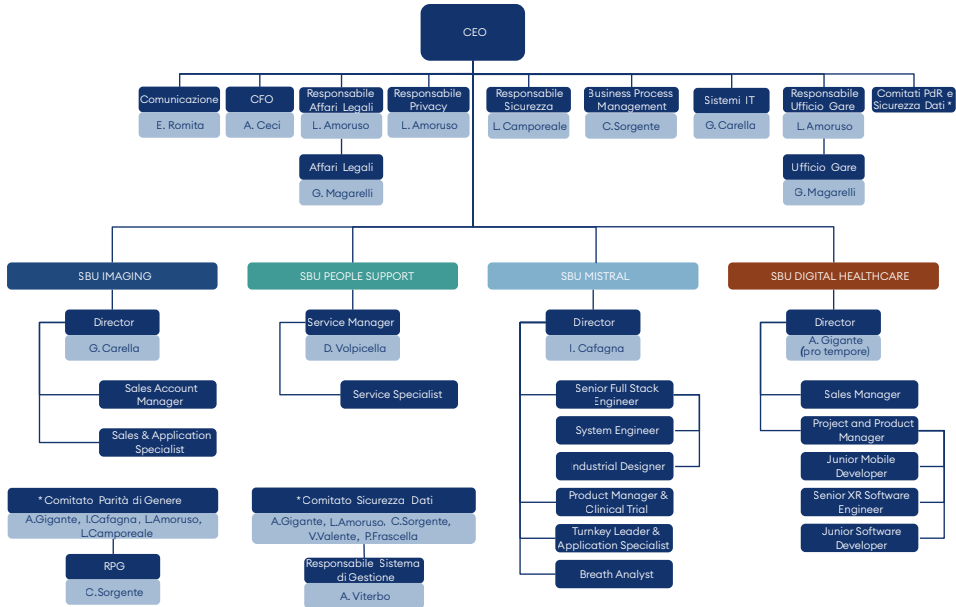 CEO
Comunicazione
E. Romita
CFO
A. Ceci
Responsabile
Affari Legali
L. Amoruso
Responsabile
Privacy
L. Amoruso
Responsabile
Sicurezza
L. Camporeale
Business Process
Management
C.Sorgente
Sistemi IT
G. Carella
Responsabile
Ufficio Gare
L. Amoruso
Comitati PdR e
Sicurezza Dati *
Affari Legali
G. Magarelli
Ufficio Gare
G. Magarelli
SBU IMAGING
Director
G. Carella
Sales Account
Manager
Sales & Application
Specialist
SBU PEOPLE SUPPORT
Service Manager
D. Volpicella
Service Specialist
SBU MISTRAL
Director
I. Cafagna
Senior Full Stack
Engineer
System Engineer
Industrial Designer
Product Manager &
Clinical Trial
Turnkey Leader &
Application Specialist
Breath Analyst
SBU DIGITAL HEALTHCARE
Director
A. Gigante
(pro tempore)
Sales Manager
Project and Product
Manager
Junior Mobile
Developer
Senior XR Software
Engineer
Junior Software
Developer
*Comitato Parità di Genere
A.Gigante, I.Cafagna, L.Amoruso,
L.Camporeale
RPG
C.Sorgente
*Comitato Sicurezza Dati
A.Gigante, L.Amoruso, C.Sorgente,
V.Valente, P.Frascella
Responsabile Sistema
di Gestione
A. Viterbo